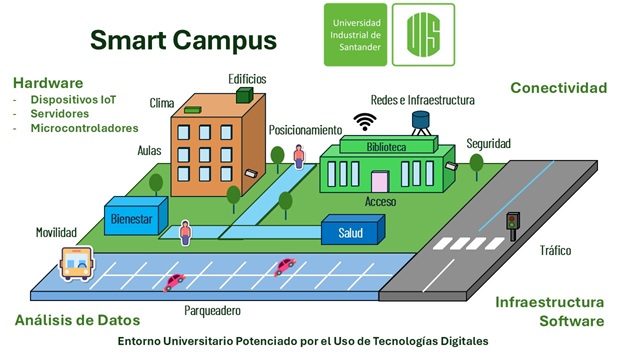 Smart Campus
Universidad
Industrial de
Santander
UIS
Hardware
- Dispositivos IoT
- Servidores
- Microcontroladores
Conectividad
Edificios
Clima
Redes e Infraestructura
Posicionamiento
Aulas
Biblioteca
Seguridad
Acceso
Bienestar
Salud
Movilidad
Tráfico
Parqueadero
Análisis de Datos
Infraestructura
Software
Entorno Universitario Potenciado por el Uso de Tecnologías Digitales